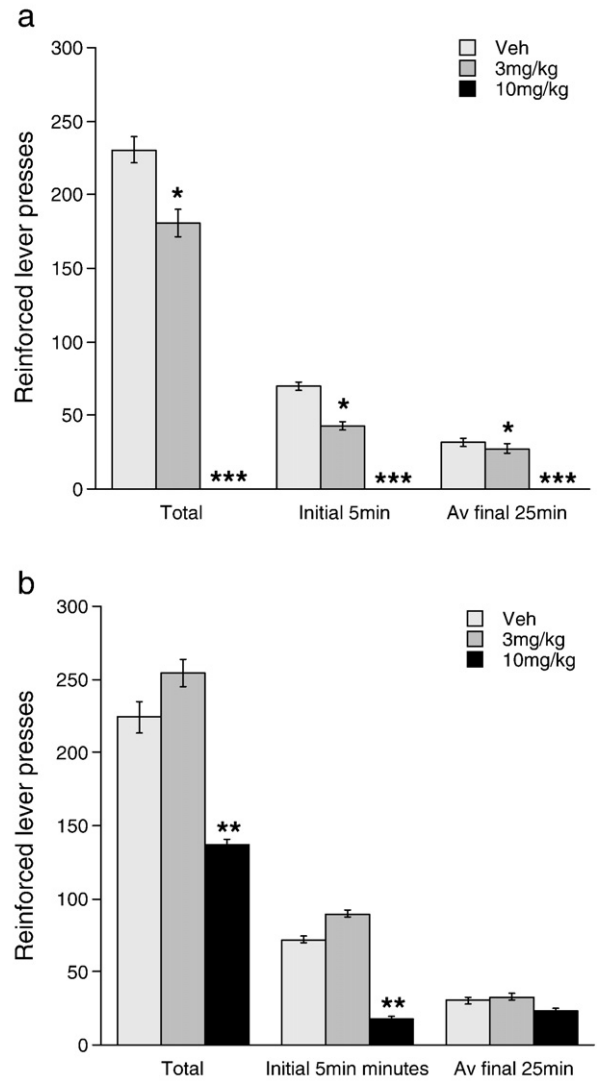 a
300
250
200
150
100
50
0
Reinforced lever presses
Veh
3mg/kg
10mg/kg
*
***
*
***
*
***
Total Initial 5min Av final 25min
b
300
250
200
150
100
50
0
Reinforced lever presses
Veh
3mg/kg
10mg/kg
**
**
Total Initial 5min minutes Av final 25min